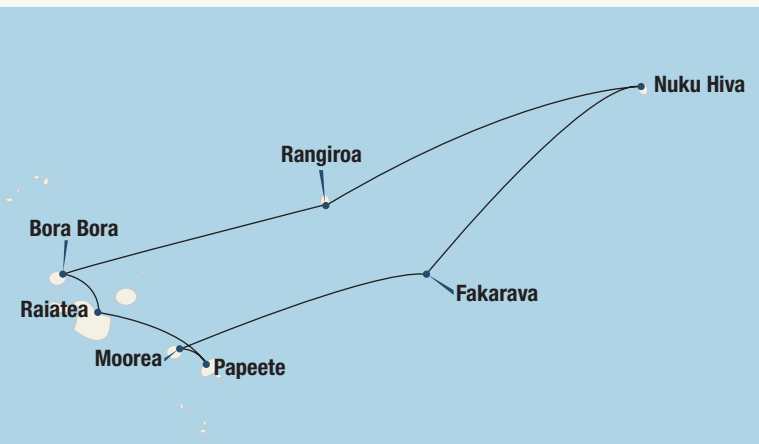 Nuku Hiva
Rangiroa
Bora Bora
Fakarava
Raiatea
Moorea
Papeete